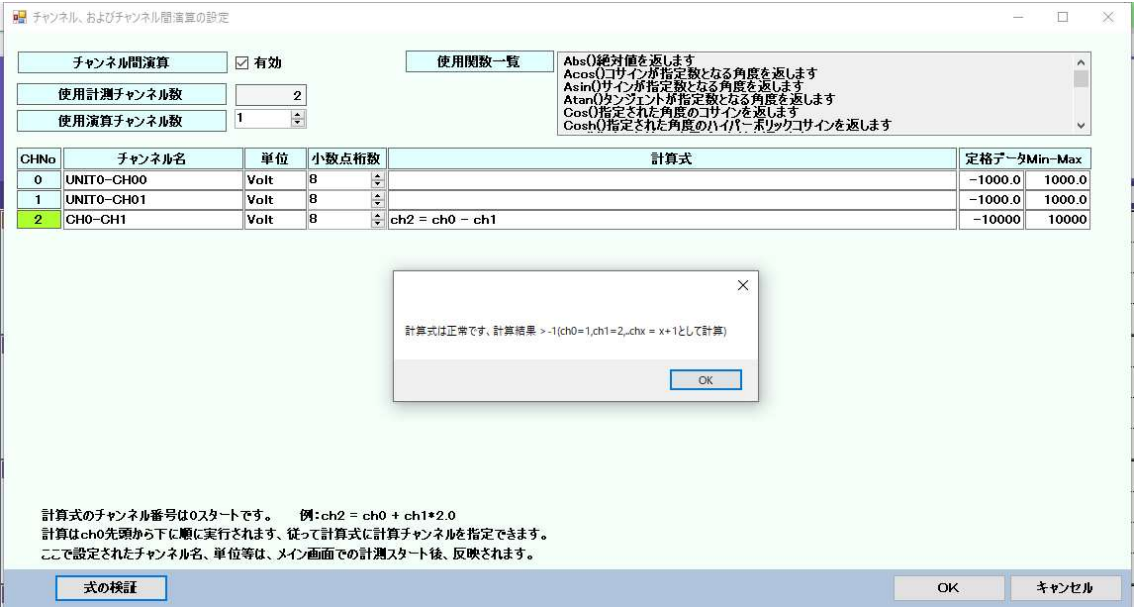 チャンネル、およびチャンネル間演算の設定
チャンネル間演算 有効
使用計測チャンネル数 2
使用演算チャンネル数 1
使用関数一覧
Abs()絶対値を返します
Acos()コサインが指定数となる角度を返します
Asin()サインが指定数となる角度を返します
Atan()タンジェントが指定数となる角度を返します
Cos()指定された角度のコサインを返します
Cosh()指定された角度のハイパーボリックコサインを返します
CHNo チャンネル名 単位 小数点桁数 計算式 定格データMin-Max
0 UNIT0-CH00 Volt 8 -1000.0 1000.0
1 UNIT0-CH01 Volt 8 -1000.0 1000.0
2 CH0-CH1 Volt 8 ch2 = ch0 - ch1 -10000 10000
計算式は正常です、計算結果 > -1(ch0=1,ch1=2,..chx = x+1として計算)
OK
計算式のチャンネル番号は0スタートです。 例:ch2 = ch0 + ch1*2.0
計算はch0先頭から下に順に実行されます、従って計算式に計算チャンネルを指定できます。
ここで設定されたチャンネル名、単位等は、メイン画面での計測スタート後、反映されます。
式の検証 OK キャンセル